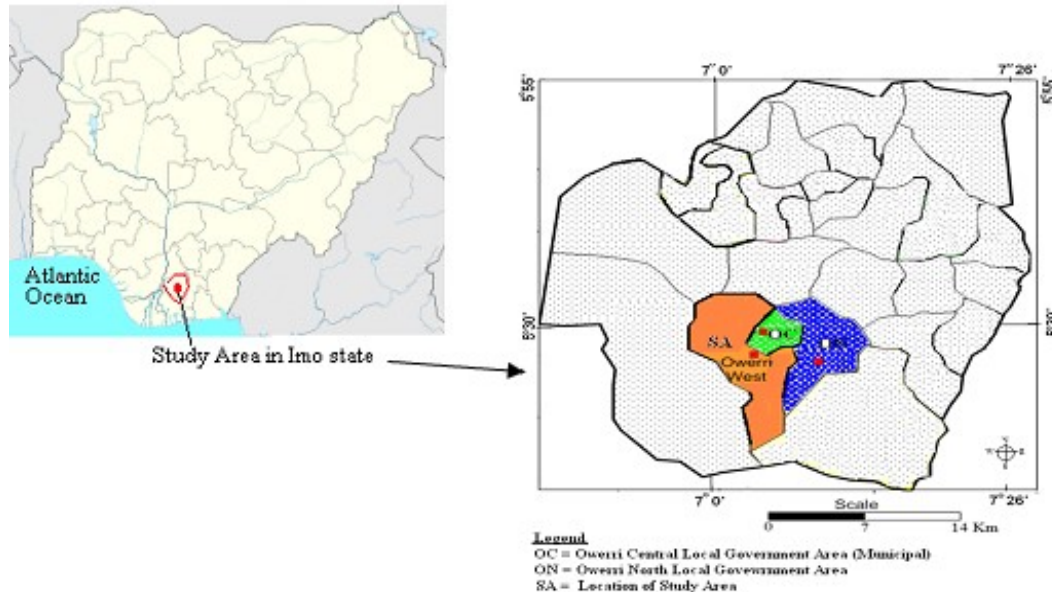 Atlantic
Ocean
Study Area in Imo state
7° 0
7° 26
5°55
5°55
SA
OC
Owerri
West
7° 0
7° 26
Scale
0
7
14 Km
Legend
OC = Owerri Central Local Government Area (Municipal)
ON = Owerri North Local Govevurnment Area
SA = Location of Study Area